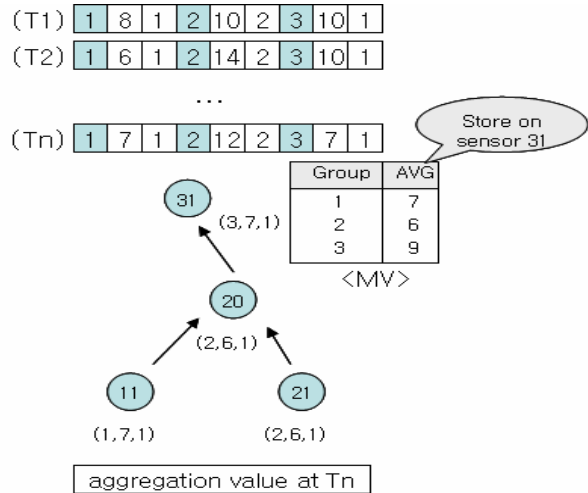 (T1) 1 8 1 2 10 2 3 10 1
(T2) 1 6 1 2 14 2 3 10 1
...
(Tn) 1 7 1 2 12 2 3 7 1
Store on
sensor 31
Group AVG
1 7
2 6
3 9
<MV>
31
(3,7,1)
20
(2,6,1)
11
21
(1,7,1)
(2,6,1)
aggregation value at Tn